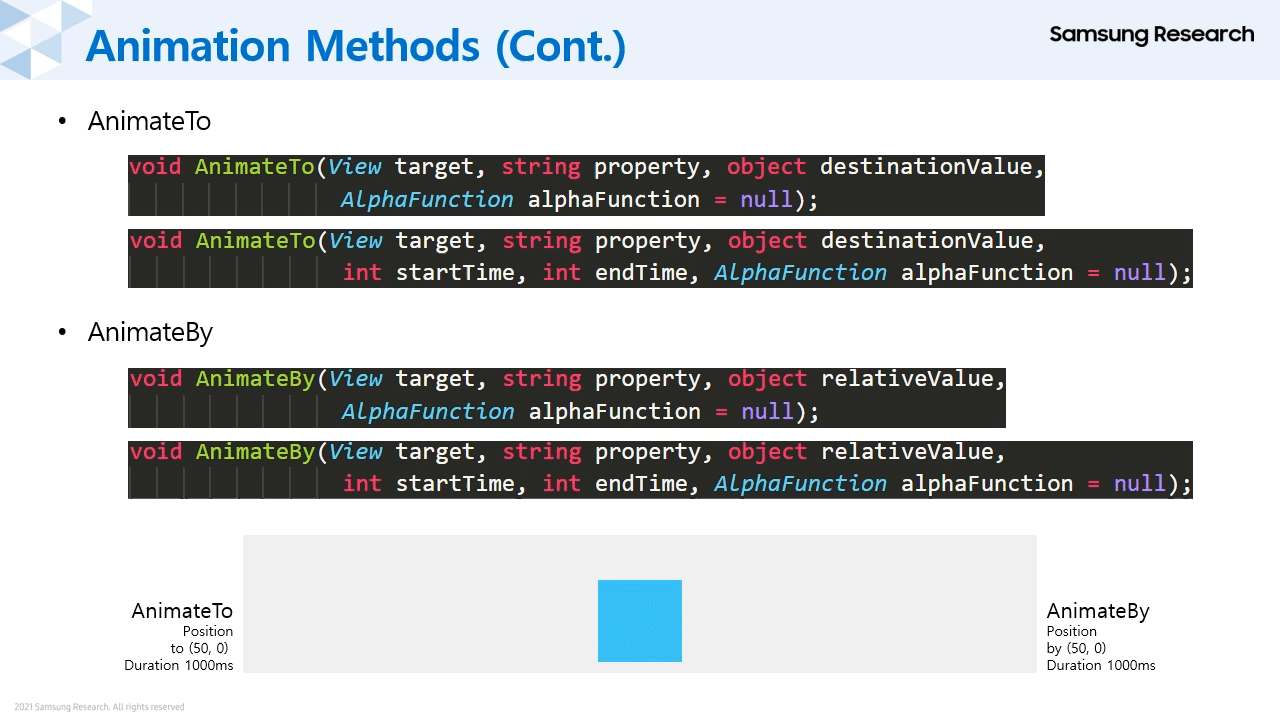 Animation Methods (Cont.)
Samsung Research
• AnimateTo
void AnimateTo(View target, string property, object destinationValue,
AlphaFunction alphaFunction = null);
void AnimateTo(View target, string property, object destinationValue,
int startTime, int endTime, AlphaFunction alphaFunction = null);
• AnimateBy
void AnimateBy(View target, string property, object relativeValue,
AlphaFunction alphaFunction = null);
void AnimateBy(View target, string property, object relativeValue,
int startTime, int endTime, AlphaFunction alphaFunction = null);
AnimateTo
Position
to (50, 0)
Duration 1000ms
AnimateBy
Position
by (50, 0)
Duration 1000ms
2021 Samsung Research. All rights reserved